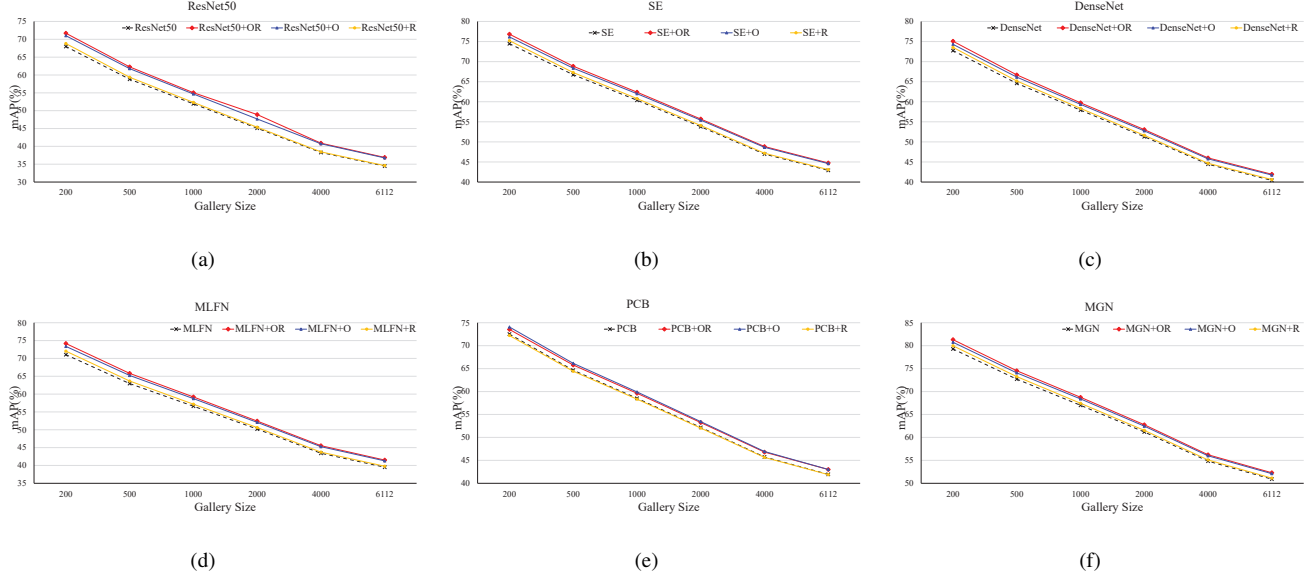 ResNet50
ResNet50 ResNet50+OR ResNet50+O ResNet50+R
75
70
65
60
55
50
45
40
35
30
mAP(%)
200 500 1000 2000 4000 6112
Gallery Size
(a)
SE
SE SE+OR SE+O SE+R
80
75
70
65
60
55
50
45
40
mAP(%)
200 500 1000 2000 4000 6112
Gallery Size
(b)
DenseNet
DenseNet DenseNet+OR DenseNet+O DenseNet+R
80
75
70
65
60
55
50
45
40
mAP(%)
200 500 1000 2000 4000 6112
Gallery Size
(c)
MLFN
MLFN MLFN+OR MLFN+O MLFN+R
80
75
70
65
60
55
50
45
40
35
mAP(%)
200 500 1000 2000 4000 6112
Gallery Size
(d)
PCB
PCB PCB+OR PCB+O PCB+R
75
70
65
60
55
50
45
40
mAP(%)
200 500 1000 2000 4000 6112
Gallery Size
(e)
MGN
MGN MGN+OR MGN+O MGN+R
85
80
75
70
65
60
55
50
mAP(%)
200 500 1000 2000 4000 6112
Gallery Size
(f)